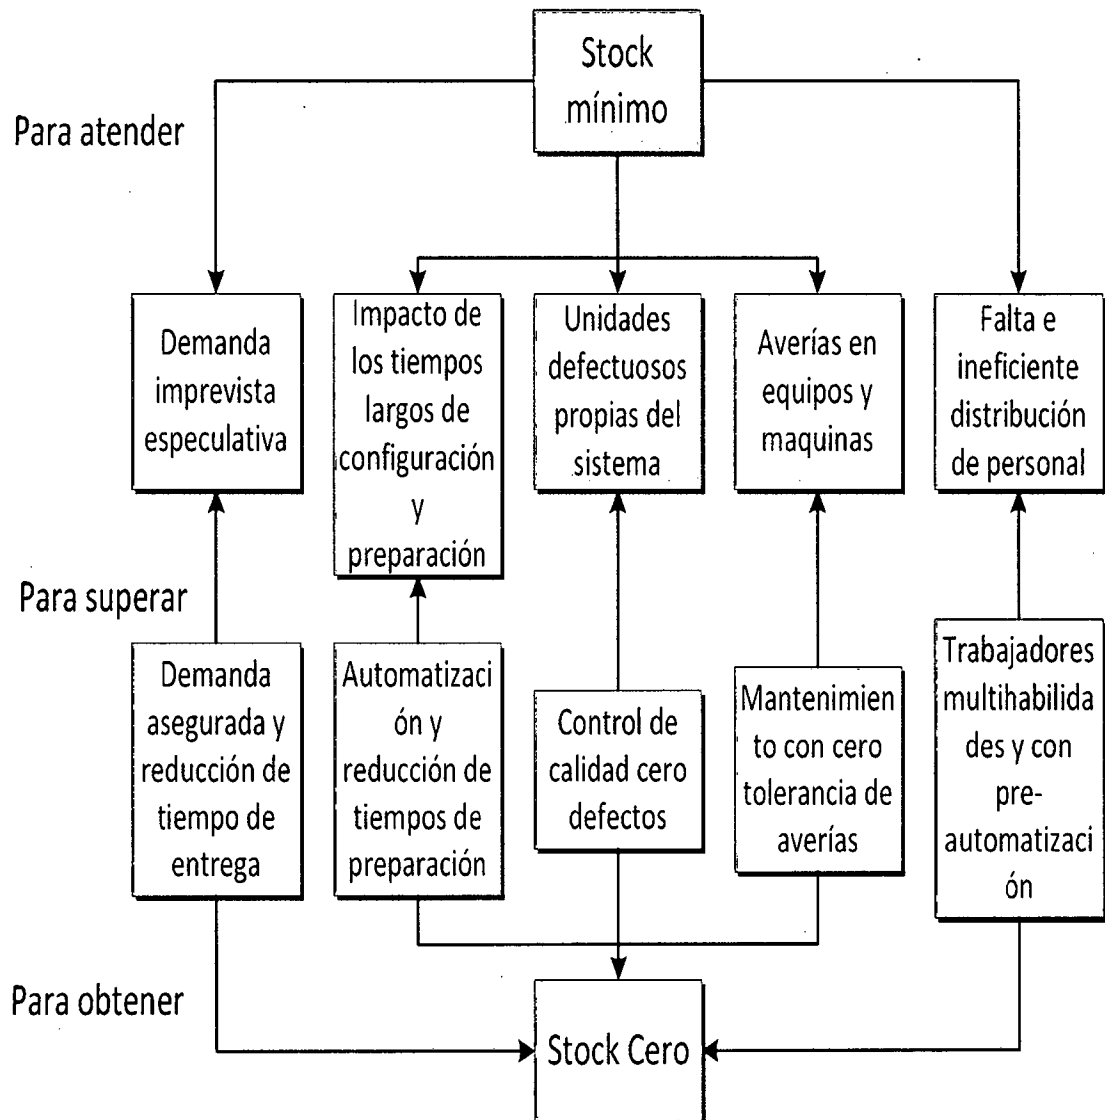 Stock
mínimo
Para atender
Demanda
imprevista
especulativa
Impacto de
los tiempos
largos de
configuración
y
preparación
Unidades
defectuosos
propias del
sistema
Averías en
equipos y
maquinas
Falta e
ineficiente
distribución
de personal
Para superar
Demanda
asegurada y
reducción de
tiempo de
entrega
Automatizaci
ón y
reducción de
tiempos de
preparación
Control de
calidad cero
defectos
Mantenimien
to con cero
tolerancia de
averías
Trabajadores
multihabilida
des y con
pre-
automatizaci
ón
Para obtener
Stock Cero